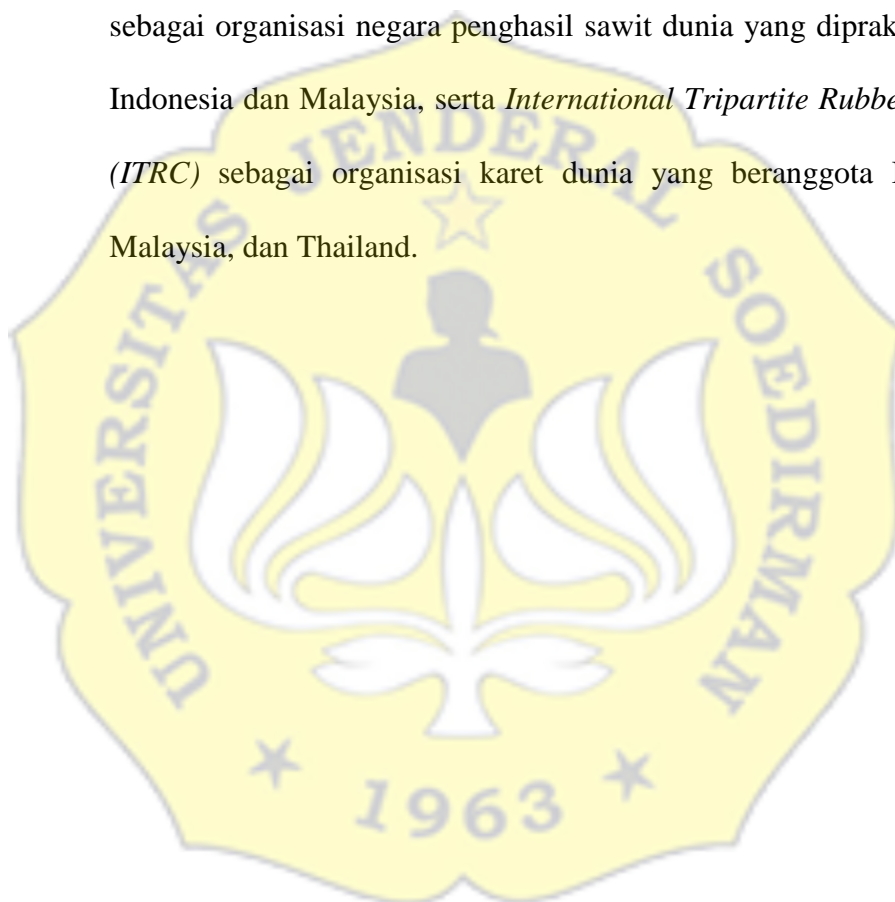 sebagai organisasi negara penghasil sawit dunia yang diprak
Indonesia dan Malaysia, serta International Tripartite Rubbe
(ITRC) sebagai organisasi karet dunia yang beranggota
Malaysia, dan Thailand.
UNIVERSITAS JENDERAL SOEDIRMAN
1963